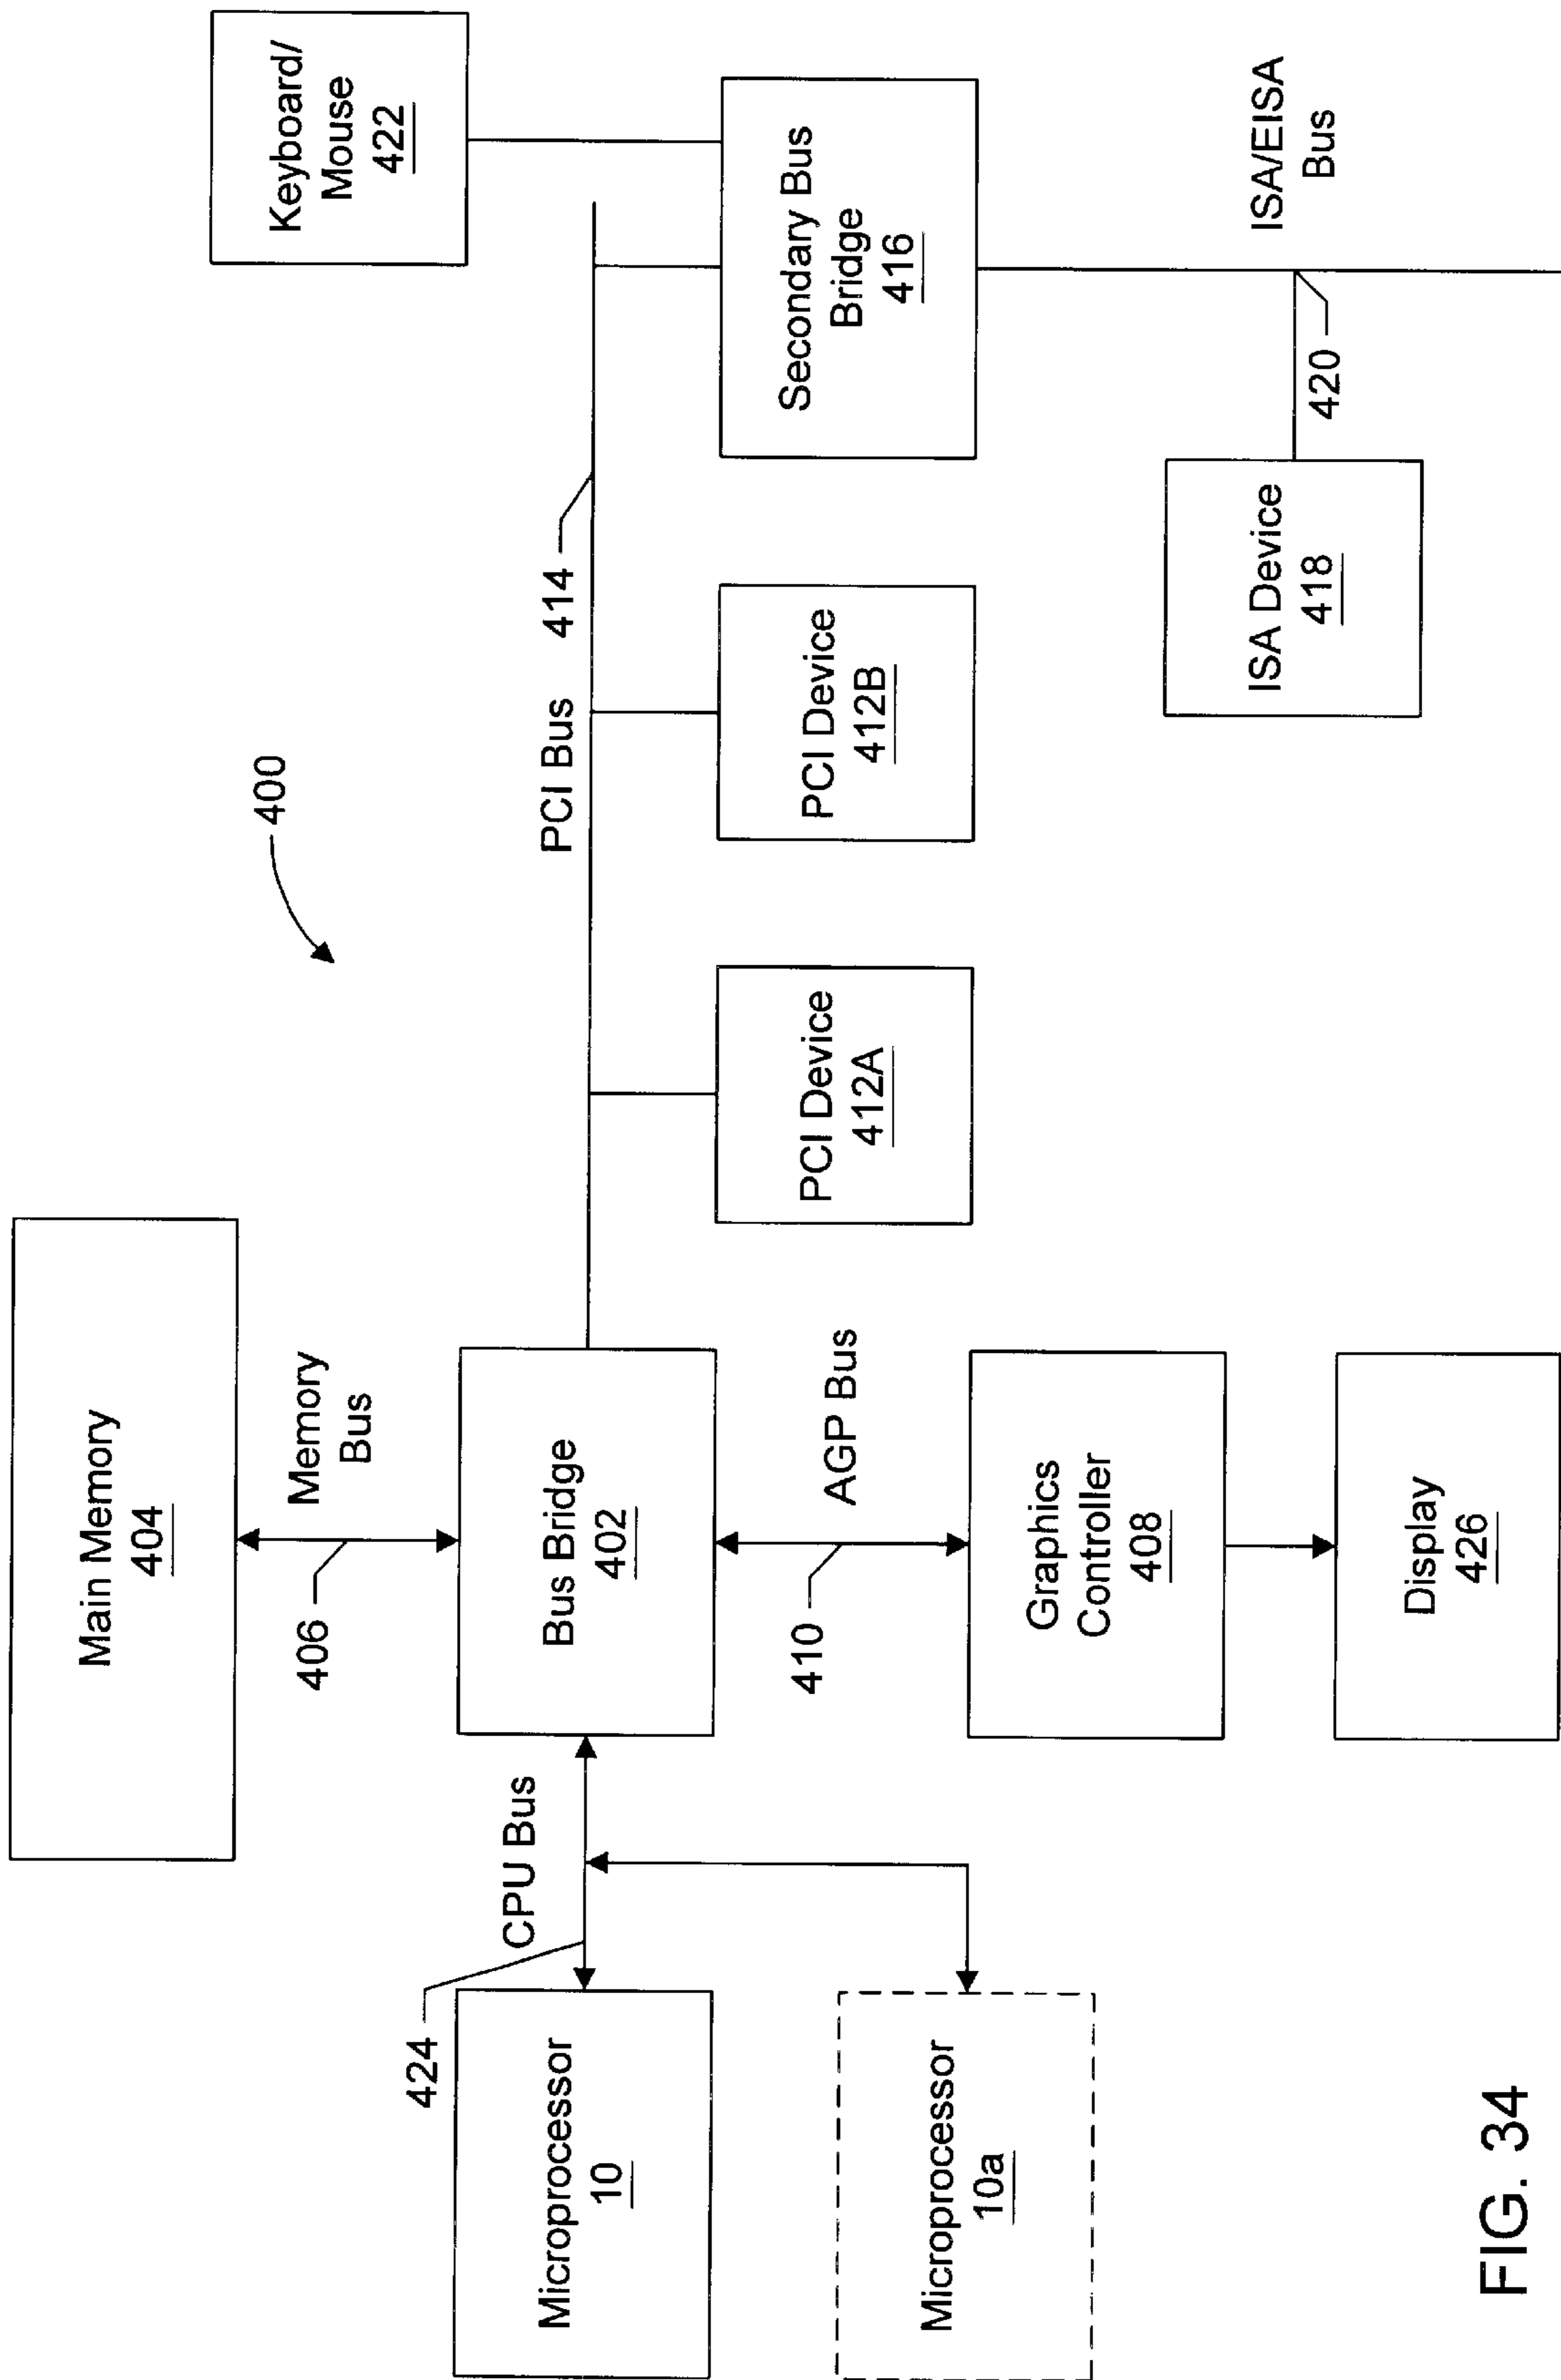 400
Main Memory
404
406
Memory
Bus
Keyboard/
Mouse
422
424
CPU Bus
PCI Bus
414
Microprocessor
10
Bus Bridge
402
410
AGP Bus
PCI Device
412A
PCI Device
412B
Secondary Bus
Bridge
416
Microprocessor
10a
Graphics
Controller
408
ISA Device
418
420
ISA/EISA
Bus
Display
426
FIG. 34